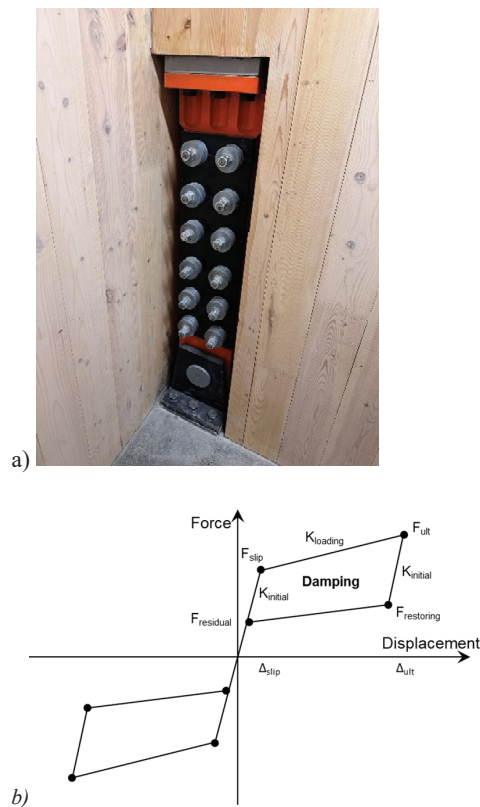 a)
Force
F_ult
K_loading
F_slip
Damping
K_initial
K_initial
F_residual
F_restoring
Displacement
Δ_slip
Δ_ult
b)